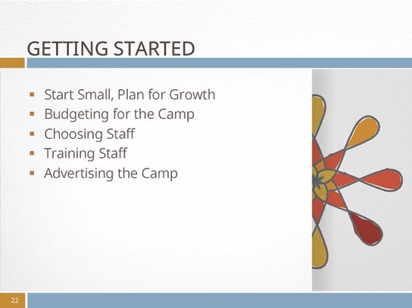 GETTING STARTED
Start Small, Plan for Growth
Budgeting for the Camp
Choosing Staff
Training Staff
Advertising the Camp
22